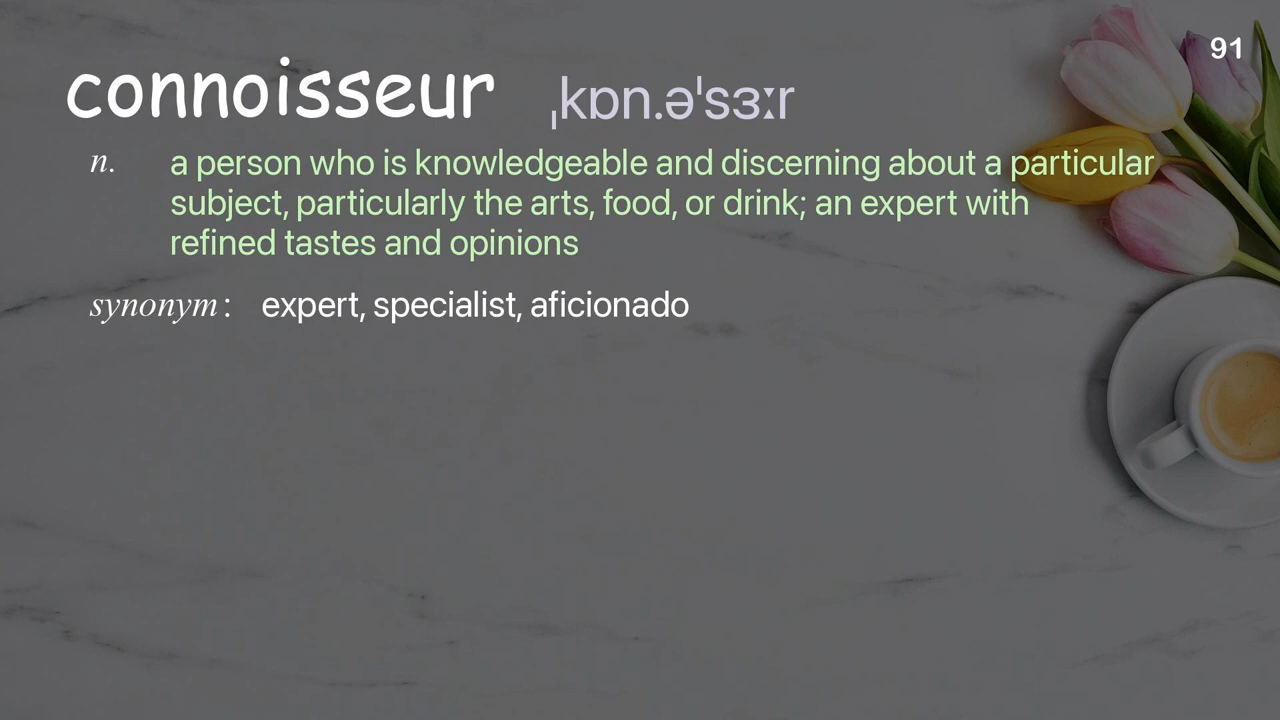 91
connoisseur ˌkɒn.əˈsɜːr
n. a person who is knowledgeable and discerning about a particular
subject, particularly the arts, food, or drink; an expert with
refined tastes and opinions
synonym: expert, specialist, aficionado